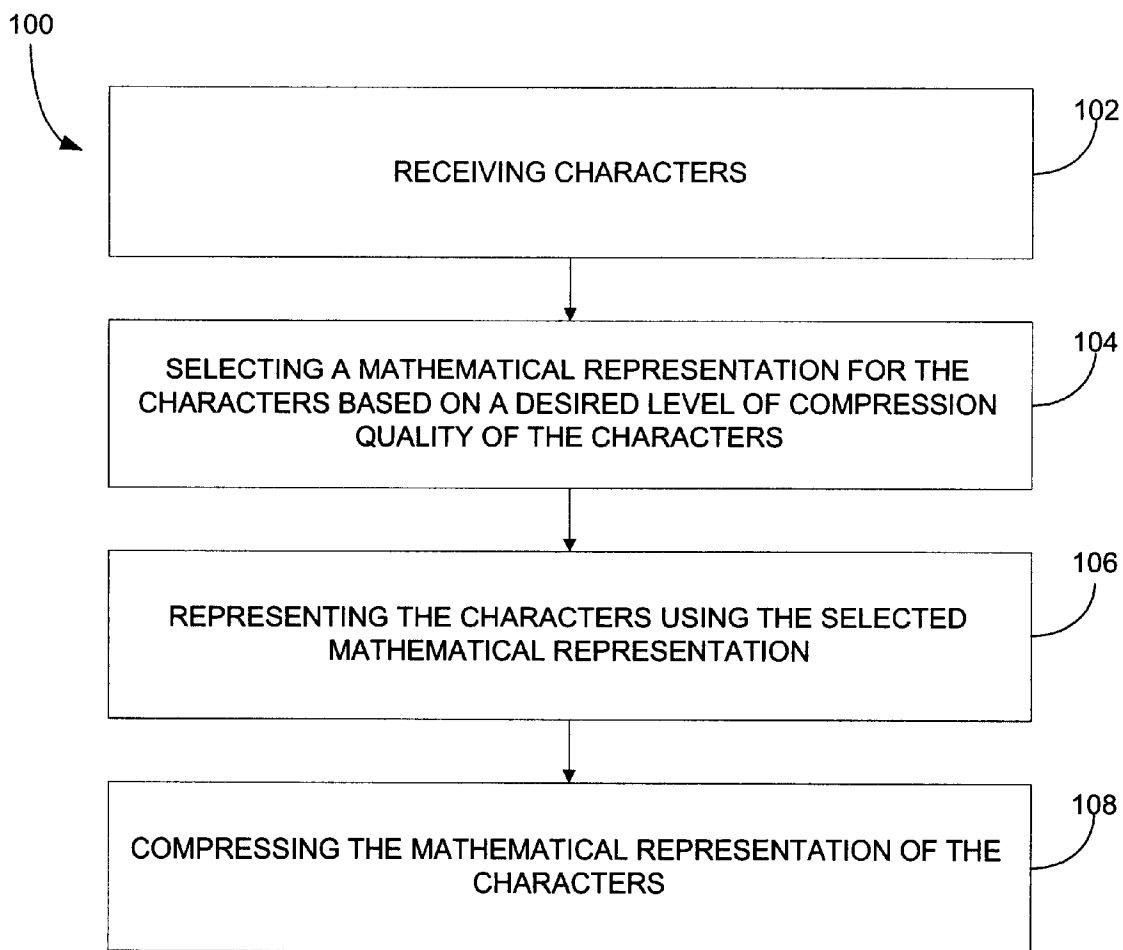 100
102
RECEIVING CHARACTERS
104
SELECTING A MATHEMATICAL REPRESENTATION FOR THE
CHARACTERS BASED ON A DESIRED LEVEL OF COMPRESSION
QUALITY OF THE CHARACTERS
106
REPRESENTING THE CHARACTERS USING THE SELECTED
MATHEMATICAL REPRESENTATION
108
COMPRESSING THE MATHEMATICAL REPRESENTATION OF THE
CHARACTERS